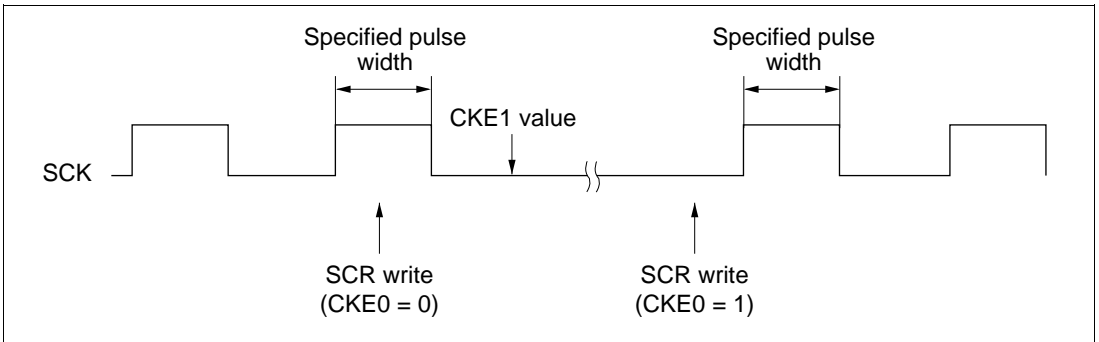 Specified pulse
width
Specified pulse
width
CKE1 value
SCK
SCR write
(CKE0 = 0)
SCR write
(CKE0 = 1)